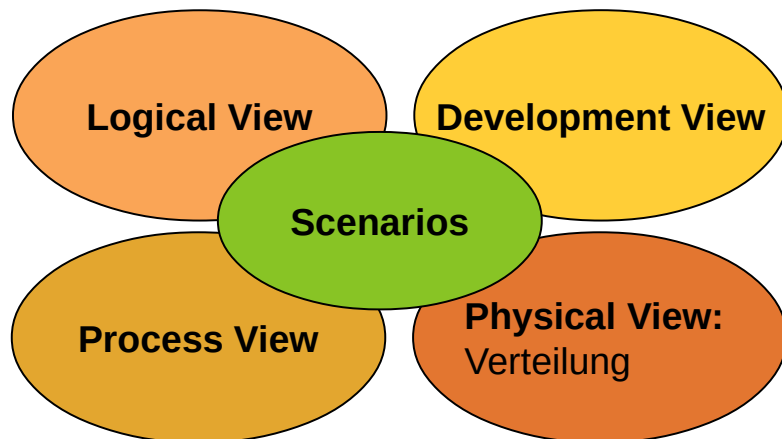 Logical View
Development View
Scenarios
Process View
Physical View:
Verteilung